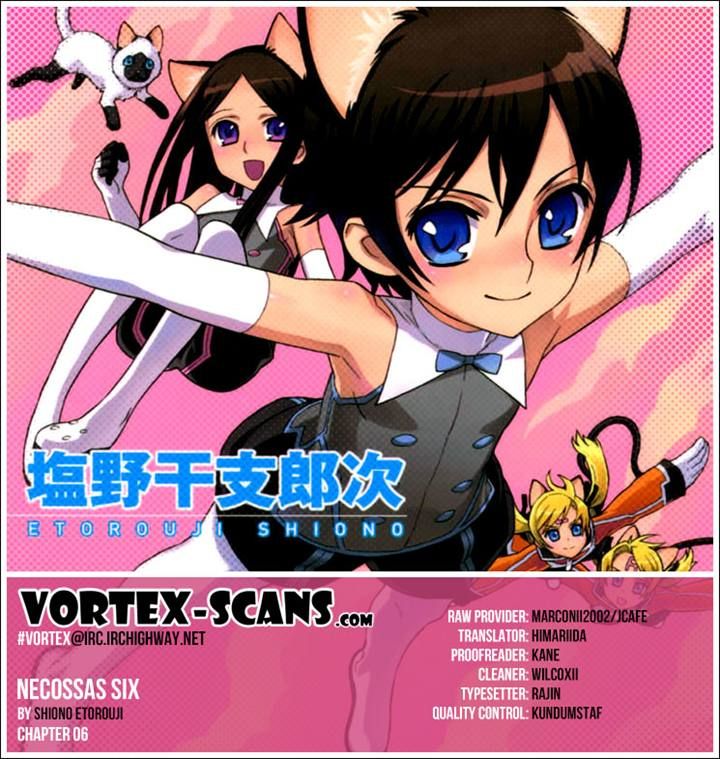 塩野干支郎次
ETOROUJI SHIONO
VORTEX-SCANS.COM
#VORTEX@IRC.IRCHIGHWAY.NET
NECOSSAS SIX
BY SHIONO ETOROUJI
CHAPTER 06
RAW PROVIDER: MARCONII2002/JCAFE
TRANSLATOR: HIMARIIDA
PROOFREADER: KANE
CLEANER: WILCOXII
TYPESETTER: RAJIN
QUALITY CONTROL: KUNDUMSTAF